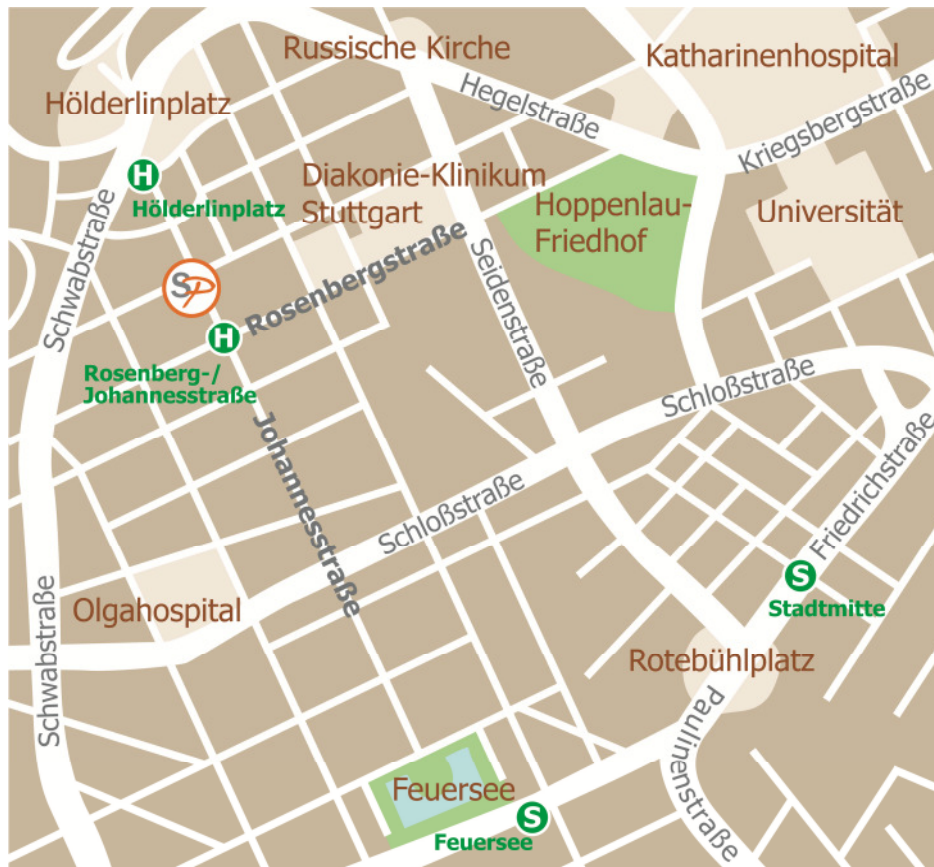 Russische Kirche
Katharinenhospital
Hölderlinplatz
Hegelstraße
Kriegsbergstraße
H
Hölderlinplatz
Diakonie-Klinikum
Stuttgart
Hoppenlau-
Friedhof
Universität
Schwabstraße
SP
Rosenbergstraße
Seidenstraße
H
Rosenberg-/
Johannesstraße
Schloßstraße
Johannesstraße
Friedrichstraße
Schloßstraße
S
Stadtmitte
Olgahospital
Schwabstraße
Rotebühlplatz
Paulinenstraße
Feuersee
S
Feuersee